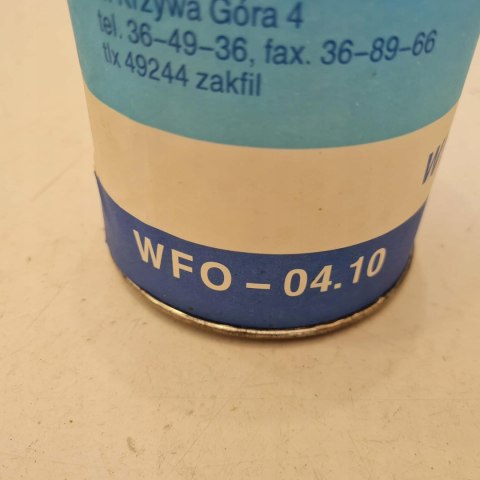 Krzywa Góra 4
tel. 36-49-36, fax. 36-89-66
tlx 49244 zakfil
W
WFO - 04.10